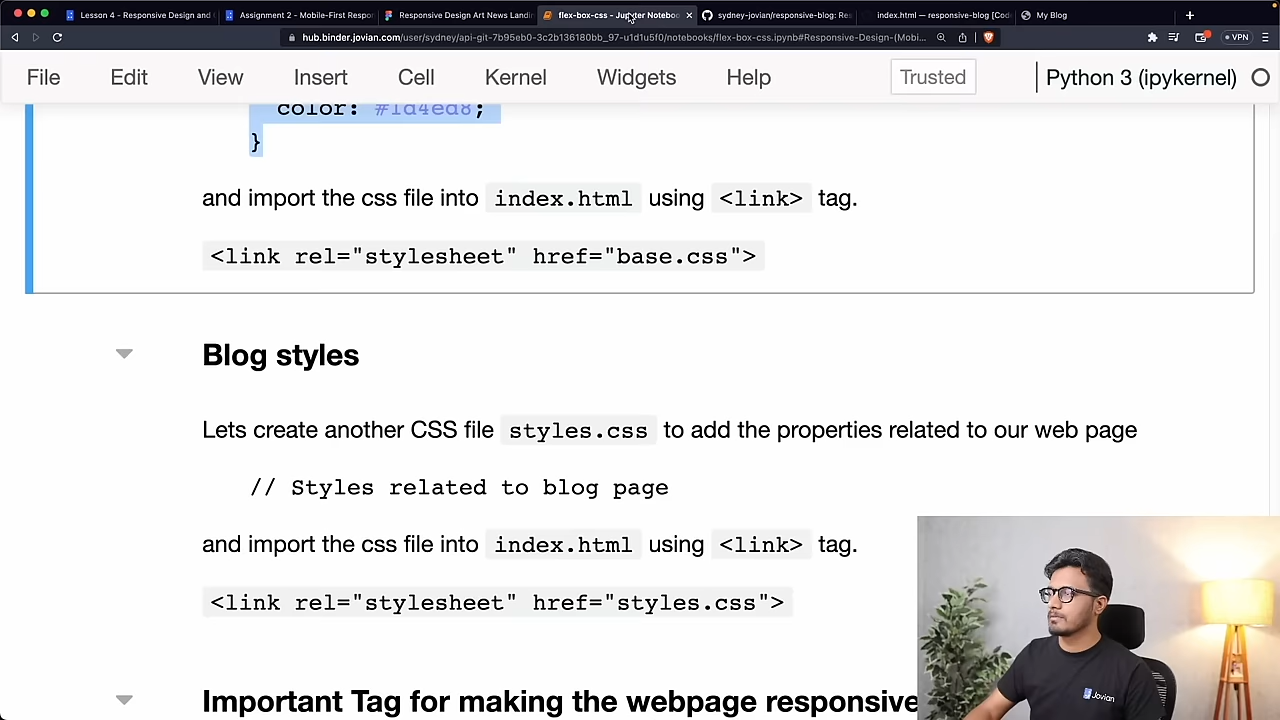 Lesson 4 - Responsive Design and
Assignment 2 - Mobile-First Respo
Responsive Design Art News Landi
flex-box-css - Jupyter Notebo
sydney-jovian/responsive-blog: Re
index.html — responsive-blog [Cod
My Blog
hub.binder.jovian.com/user/sydney/api-git-7b95eb0-3c2b136180bb_97-u1d1u5f0/notebooks/flex-box-css.ipynb#Responsive-Design-(Mobi...
VPN
File Edit View Insert Cell Kernel Widgets Help Trusted Python 3 (ipykernel)
color: #1d4ed8;
}
and import the css file into index.html using <link> tag.
<link rel="stylesheet" href="base.css">
Blog styles
Lets create another CSS file styles.css to add the properties related to our web page
// Styles related to blog page
and import the css file into index.html using <link> tag.
<link rel="stylesheet" href="styles.css">
Important Tag for making the webpage responsive
Jovian